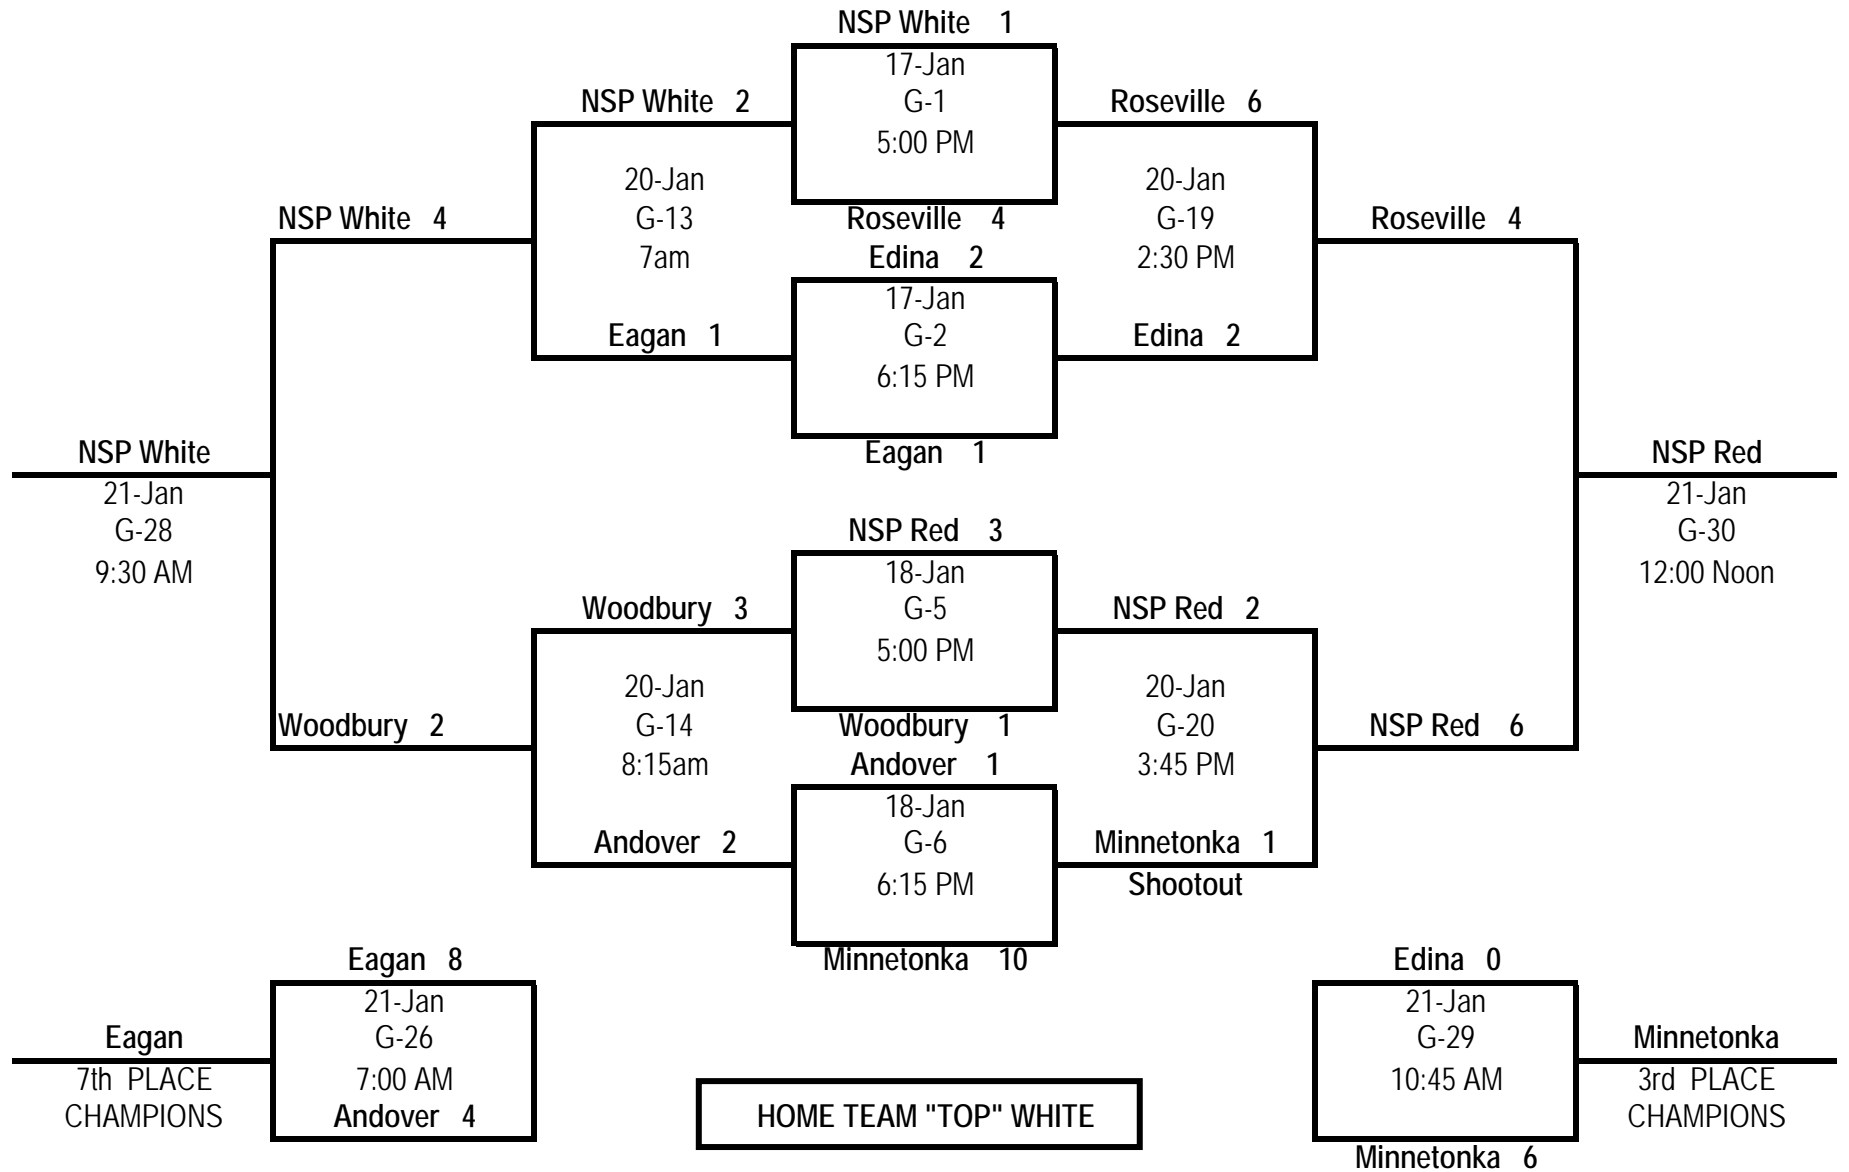 NSP White 1
17-Jan
NSP White 2
G-1
Roseville 6
5:00 PM
20-Jan
20-Jan
NSP White 4
G-13
Roseville 4
G-19
Roseville 4
7am
Edina 2
2:30 PM
17-Jan
Eagan 1
G-2
Edina 2
6:15 PM
NSP White
Eagan 1
NSP Red
21-Jan
21-Jan
G-28
NSP Red 3
G-30
9:30 AM
18-Jan
12:00 Noon
Woodbury 3
G-5
NSP Red 2
5:00 PM
20-Jan
20-Jan
Woodbury 2
G-14
Woodbury 1
G-20
NSP Red 6
8:15am
Andover 1
3:45 PM
18-Jan
Andover 2
G-6
Minnetonka 1
6:15 PM
Shootout
Eagan 8
Minnetonka 10
Edina 0
21-Jan
21-Jan
Eagan
G-26
G-29
Minnetonka
7th PLACE
7:00 AM
10:45 AM
3rd PLACE
CHAMPIONS
Andover 4
HOME TEAM "TOP" WHITE
CHAMPIONS
Minnetonka 6